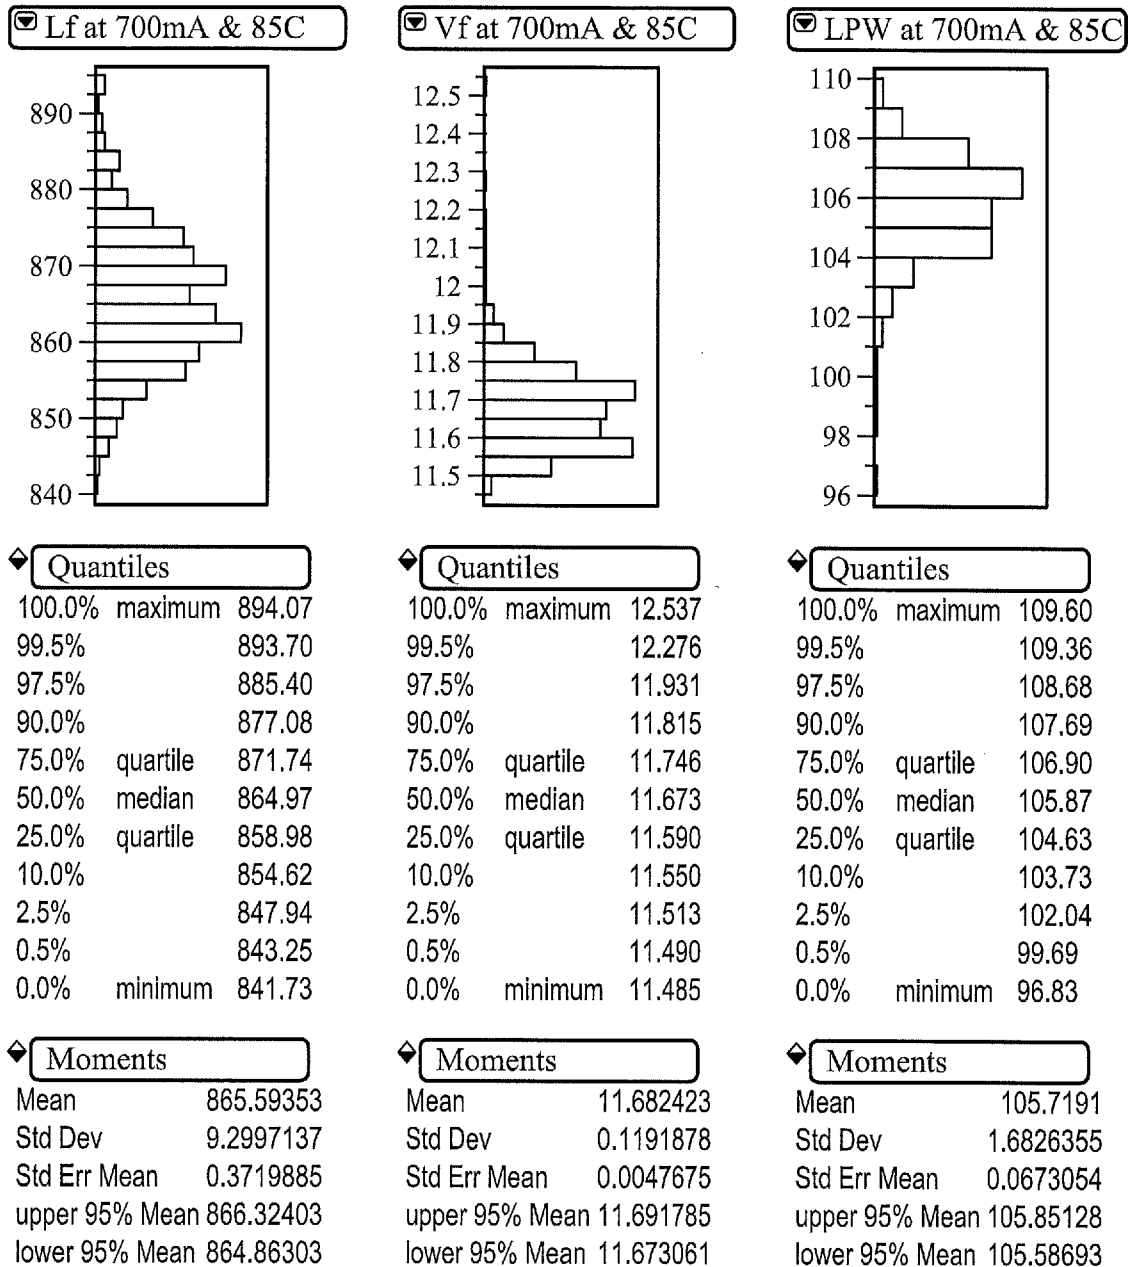 Lf at 700mA & 85C
890
880
870
860
850
840
Quantiles
100.0% maximum 894.07
99.5% 893.70
97.5% 885.40
90.0% 877.08
75.0% quartile 871.74
50.0% median 864.97
25.0% quartile 858.98
10.0% 854.62
2.5% 847.94
0.5% 843.25
0.0% minimum 841.73
Moments
Mean 865.59353
Std Dev 9.2997137
Std Err Mean 0.3719885
upper 95% Mean 866.32403
lower 95% Mean 864.86303
Vf at 700mA & 85C
12.5
12.4
12.3
12.2
12.1
12
11.9
11.8
11.7
11.6
11.5
Quantiles
100.0% maximum 12.537
99.5% 12.276
97.5% 11.931
90.0% 11.815
75.0% quartile 11.746
50.0% median 11.673
25.0% quartile 11.590
10.0% 11.550
2.5% 11.513
0.5% 11.490
0.0% minimum 11.485
Moments
Mean 11.682423
Std Dev 0.1191878
Std Err Mean 0.0047675
upper 95% Mean 11.691785
lower 95% Mean 11.673061
LPW at 700mA & 85C
110
108
106
104
102
100
98
96
Quantiles
100.0% maximum 109.60
99.5% 109.36
97.5% 108.68
90.0% 107.69
75.0% quartile 106.90
50.0% median 105.87
25.0% quartile 104.63
10.0% 103.73
2.5% 102.04
0.5% 99.69
0.0% minimum 96.83
Moments
Mean 105.7191
Std Dev 1.6826355
Std Err Mean 0.0673054
upper 95% Mean 105.85128
lower 95% Mean 105.58693